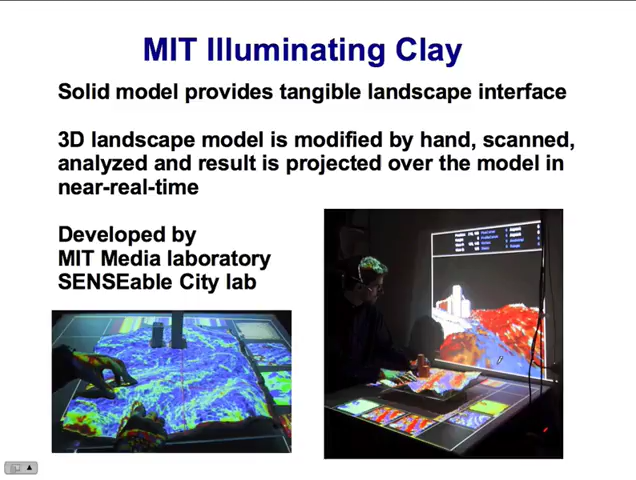 MIT Illuminating Clay
Solid model provides tangible landscape interface
3D landscape model is modified by hand, scanned,
analyzed and result is projected over the model in
near-real-time
Developed by
MIT Media laboratory
SENSEable City lab